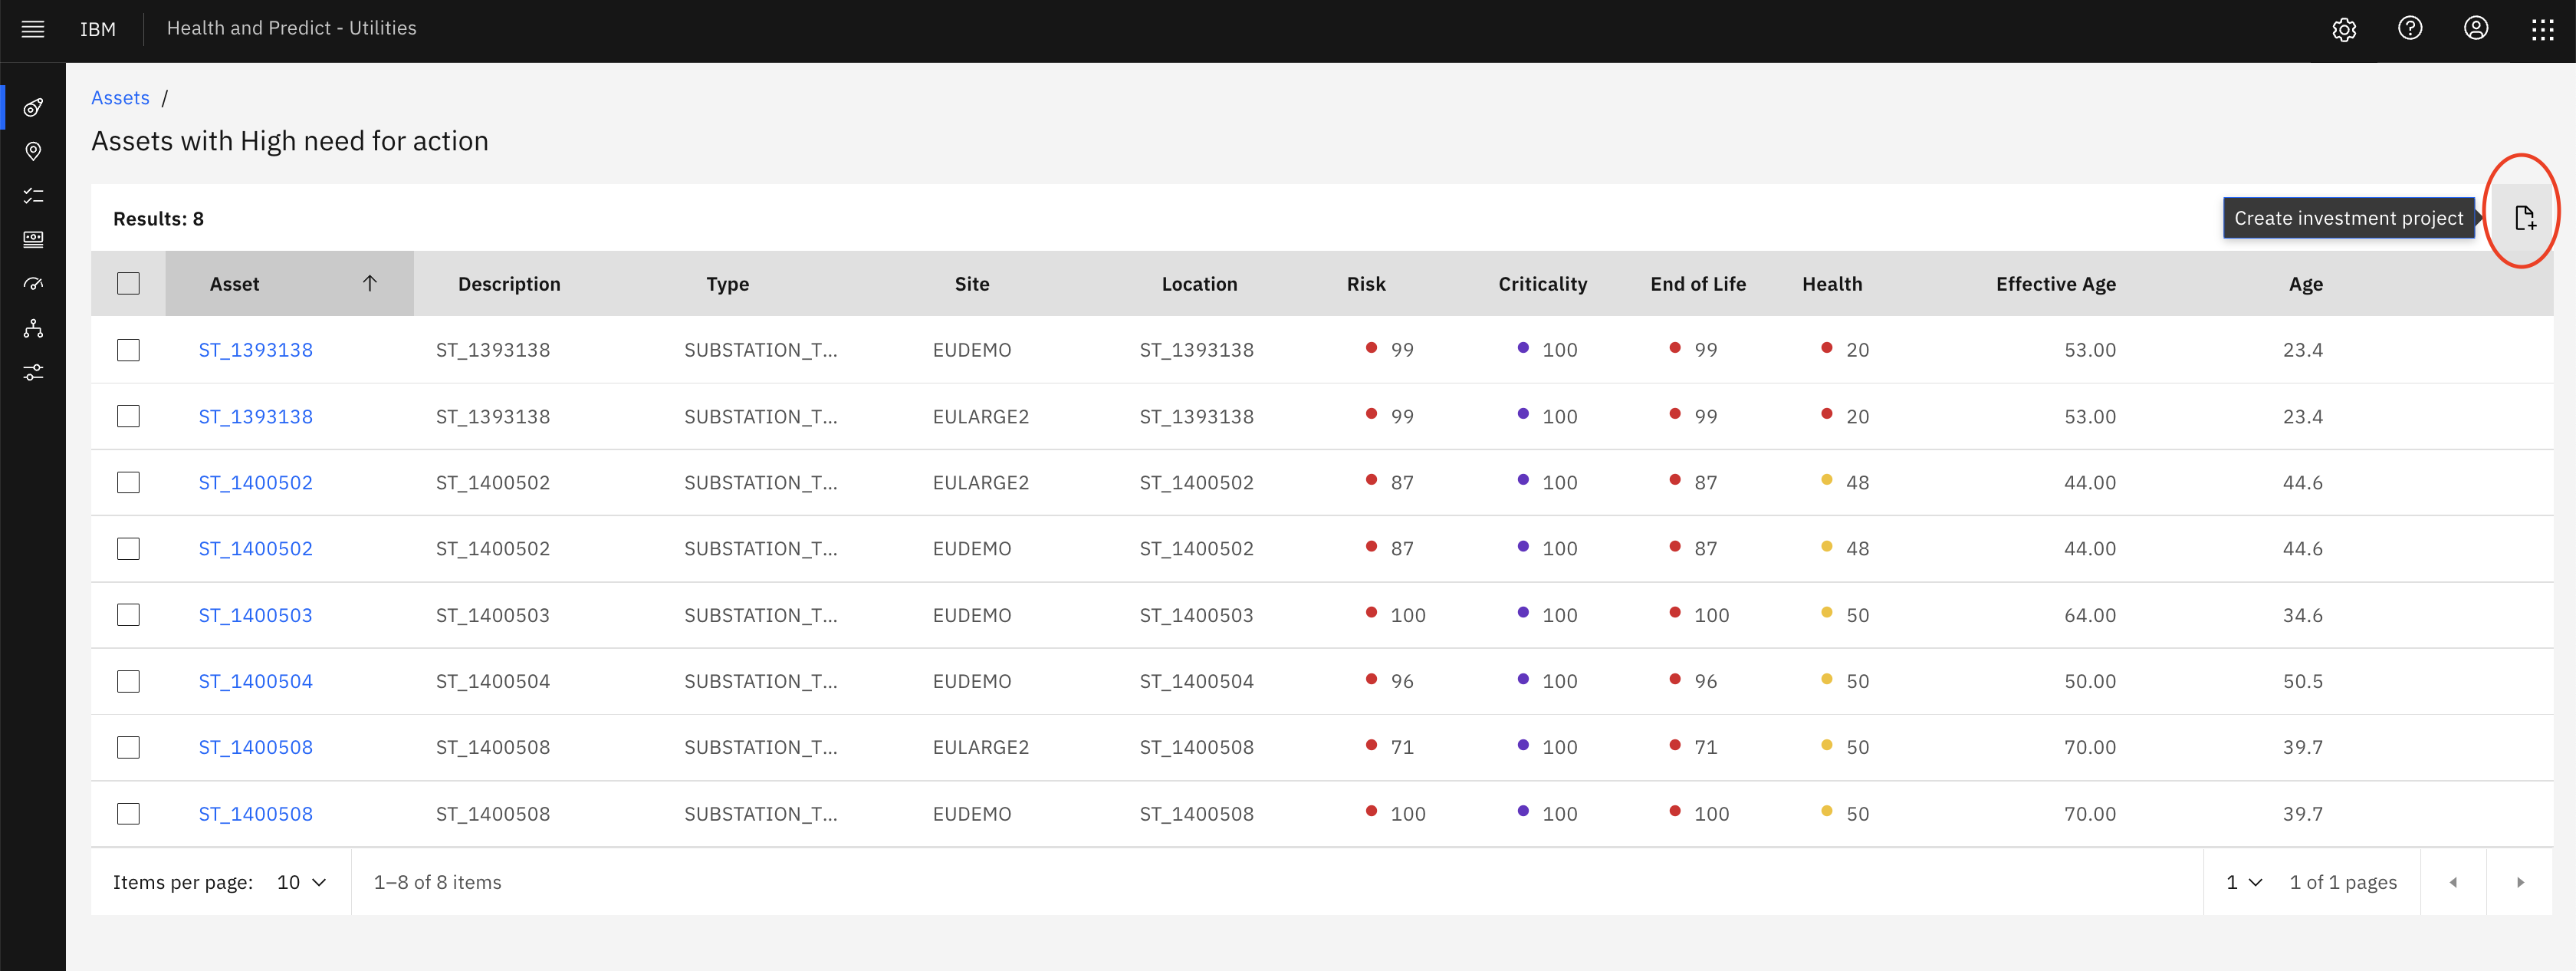 IBM Health and Predict - Utilities
Assets /
Assets with High need for action
Results: 8 Create investment project
Asset Description Type Site Location Risk Criticality End of Life Health Effective Age Age
ST_1393138 ST_1393138 SUBSTATION_T... EUDEMO ST_1393138 99 100 99 20 53.00 23.4
ST_1393138 ST_1393138 SUBSTATION_T... EULARGE2 ST_1393138 99 100 99 20 53.00 23.4
ST_1400502 ST_1400502 SUBSTATION_T... EULARGE2 ST_1400502 87 100 87 48 44.00 44.6
ST_1400502 ST_1400502 SUBSTATION_T... EUDEMO ST_1400502 87 100 87 48 44.00 44.6
ST_1400503 ST_1400503 SUBSTATION_T... EUDEMO ST_1400503 100 100 100 50 64.00 34.6
ST_1400504 ST_1400504 SUBSTATION_T... EUDEMO ST_1400504 96 100 96 50 50.00 50.5
ST_1400508 ST_1400508 SUBSTATION_T... EULARGE2 ST_1400508 71 100 71 50 70.00 39.7
ST_1400508 ST_1400508 SUBSTATION_T... EUDEMO ST_1400508 100 100 100 50 70.00 39.7
Items per page: 10 1–8 of 8 items 1 1 of 1 pages